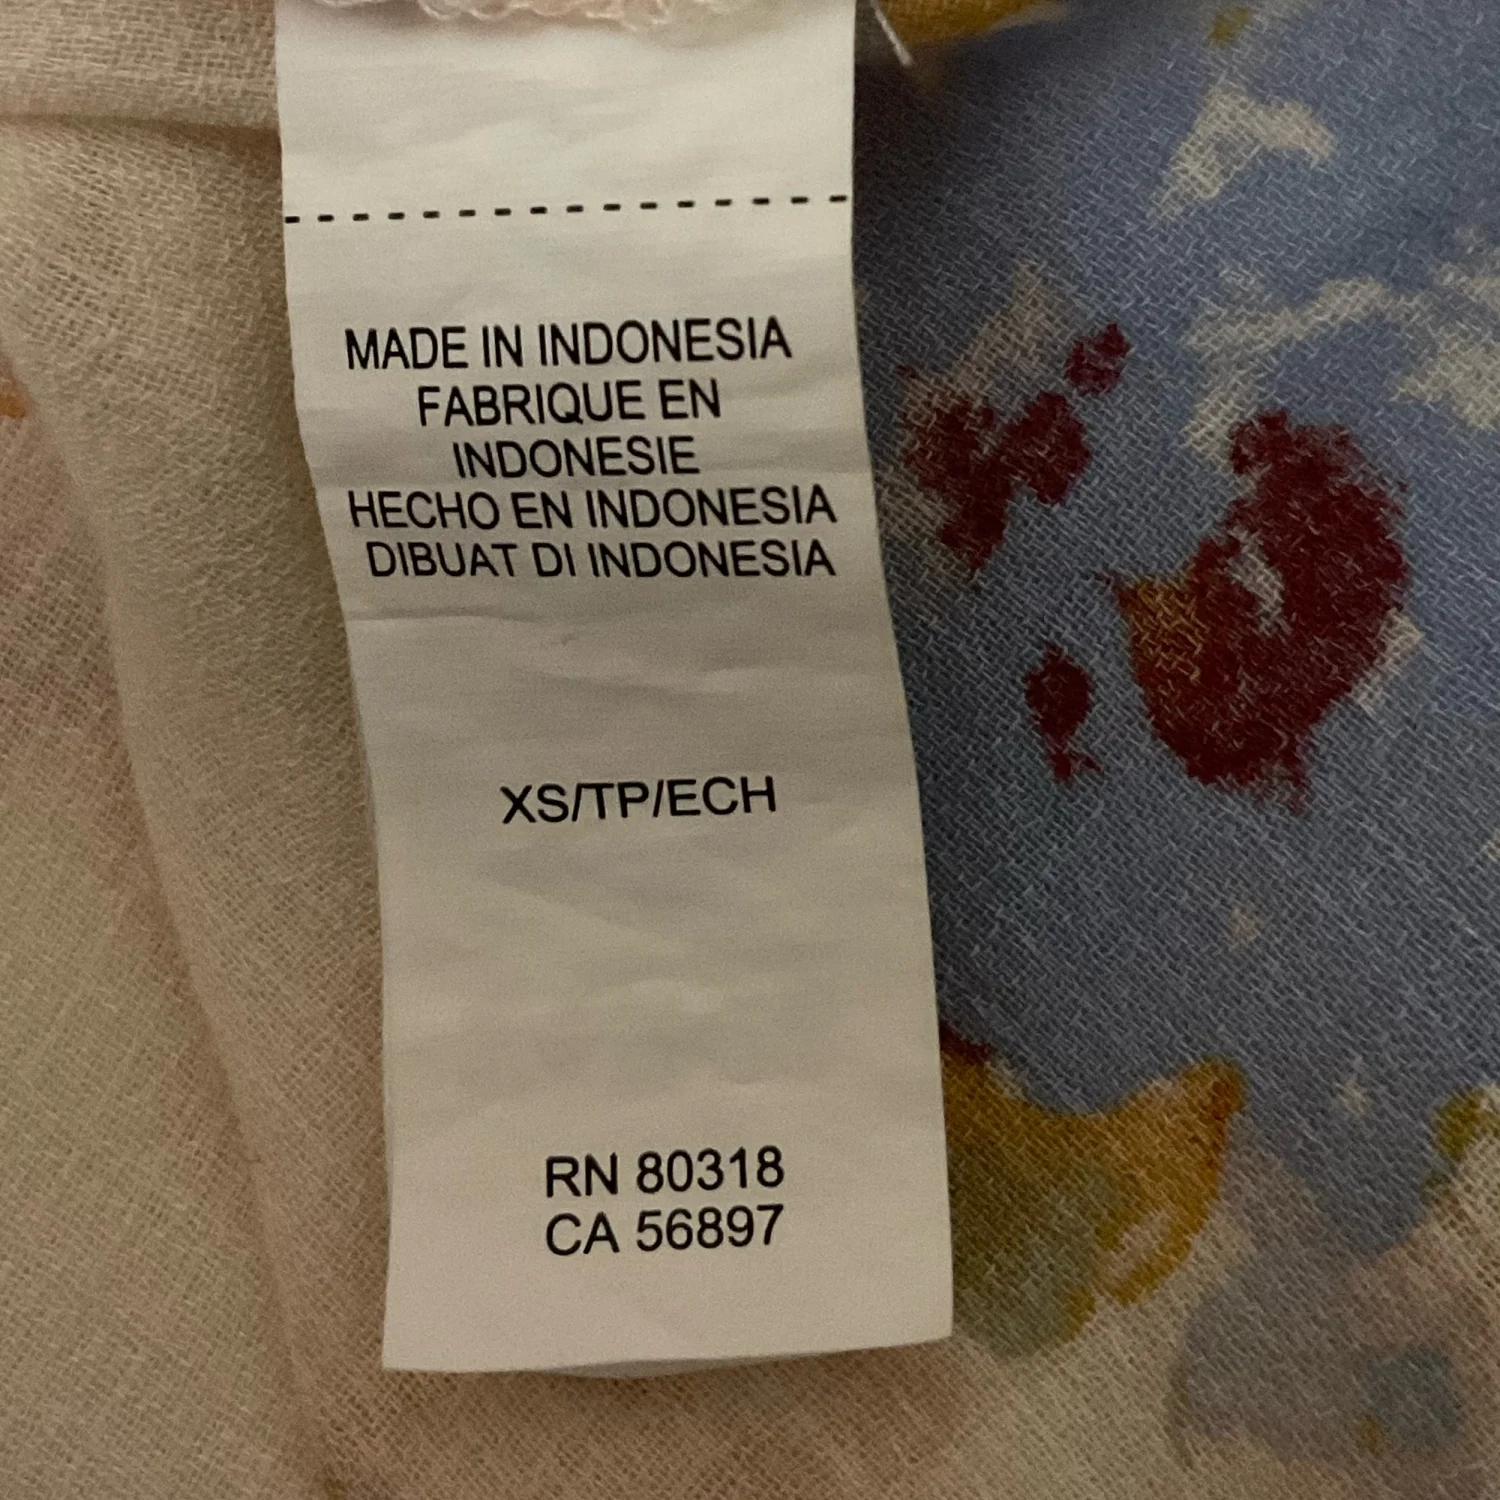 MADE IN INDONESIA
FABRIQUE EN
INDONESIE
HECHO EN INDONESIA
DIBUAT DI INDONESIA
XS/TP/ECH
RN 80318
CA 56897